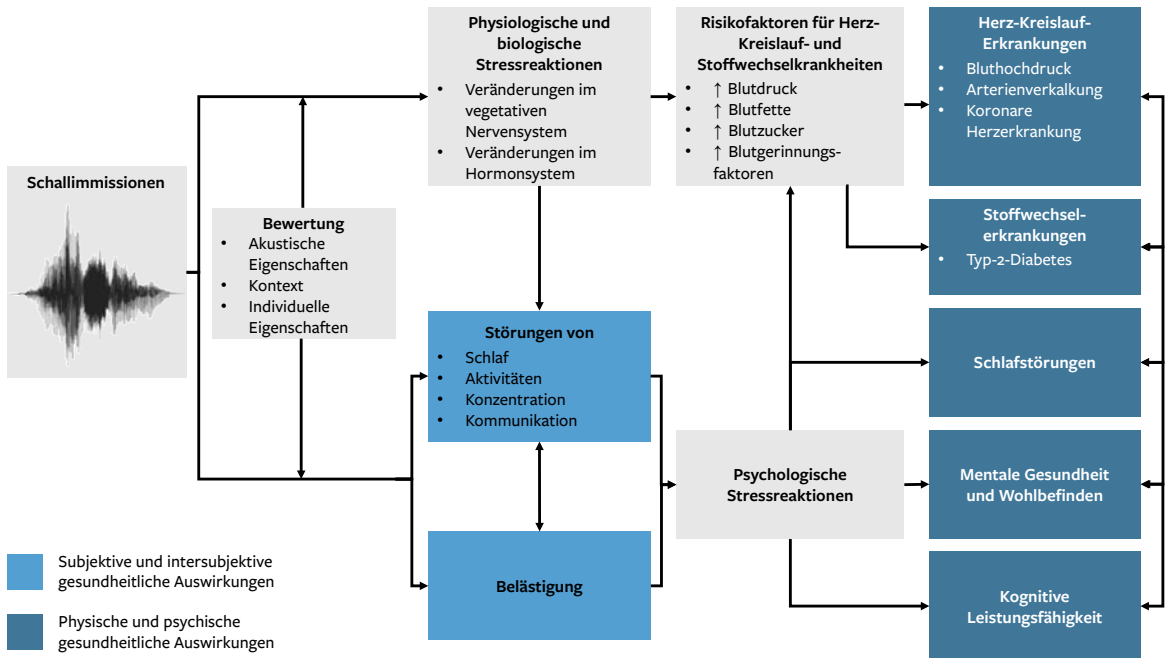 Schallimmissionen
Bewertung
• Akustische
Eigenschaften
• Kontext
• Individuelle
Eigenschaften
Physiologische und
biologische
Stressreaktionen
• Veränderungen im
vegetativen
Nervensystem
• Veränderungen im
Hormonsystem
Störungen von
• Schlaf
• Aktivitäten
• Konzentration
• Kommunikation
Belästigung
Risikofaktoren für Herz-
Kreislauf- und
Stoffwechselkrankheiten
• ↑ Blutdruck
• ↑ Blutfette
• ↑ Blutzucker
• ↑ Blutgerinnungs-
faktoren
Psychologische
Stressreaktionen
Herz-Kreislauf-
Erkrankungen
• Bluthochdruck
• Arterienverkalkung
• Koronare
Herzerkrankung
Stoffwechsel-
erkrankungen
• Typ-2-Diabetes
Schlafstörungen
Mentale Gesundheit
und Wohlbefinden
Kognitive
Leistungsfähigkeit
Subjektive und intersubjektive
gesundheitliche Auswirkungen
Physische und psychische
gesundheitliche Auswirkungen